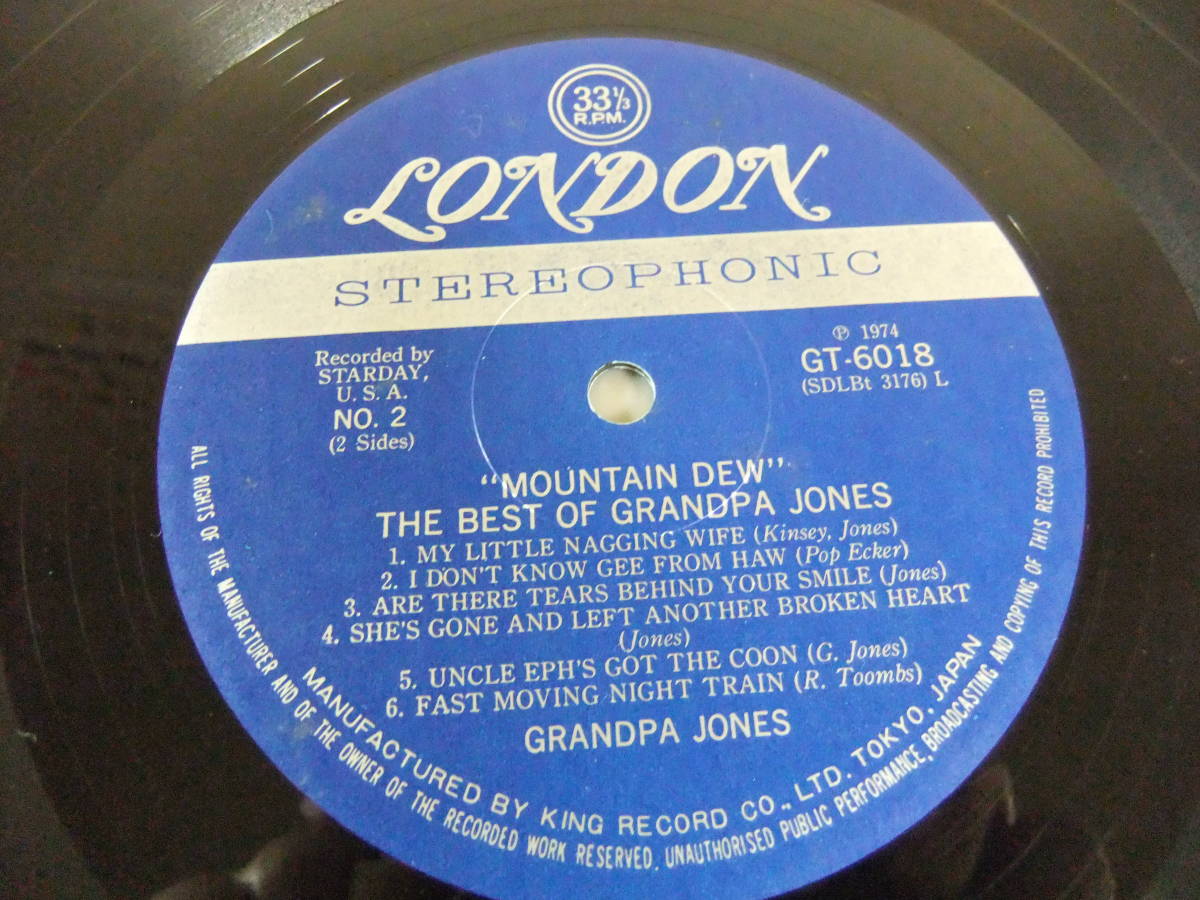 33 1/3
R.P.M.
LONDON
STEREOPHONIC
Recorded by
STARDAY,
U. S. A.
NO. 2
(2 Sides)
℗ 1974
GT-6018
(SDLBt 3176) L
"MOUNTAIN DEW"
THE BEST OF GRANDPA JONES
1. MY LITTLE NAGGING WIFE (Kinsey, Jones)
2. I DON'T KNOW GEE FROM HAW (Pop Ecker)
3. ARE THERE TEARS BEHIND YOUR SMILE (Jones)
4. SHE'S GONE AND LEFT ANOTHER BROKEN HEART
(Jones)
5. UNCLE EPH'S GOT THE COON (G. Jones)
6. FAST MOVING NIGHT TRAIN (R. Toombs)
GRANDPA JONES
MANUFACTURED BY KING RECORD CO., LTD. TOKYO, JAPAN
ALL RIGHTS OF THE MANUFACTURER AND OF THE OWNER OF THE RECORDED WORK RESERVED. UNAUTHORISED PUBLIC PERFORMANCE, BROADCASTING AND COPYING OF THIS RECORD PROHIBITED